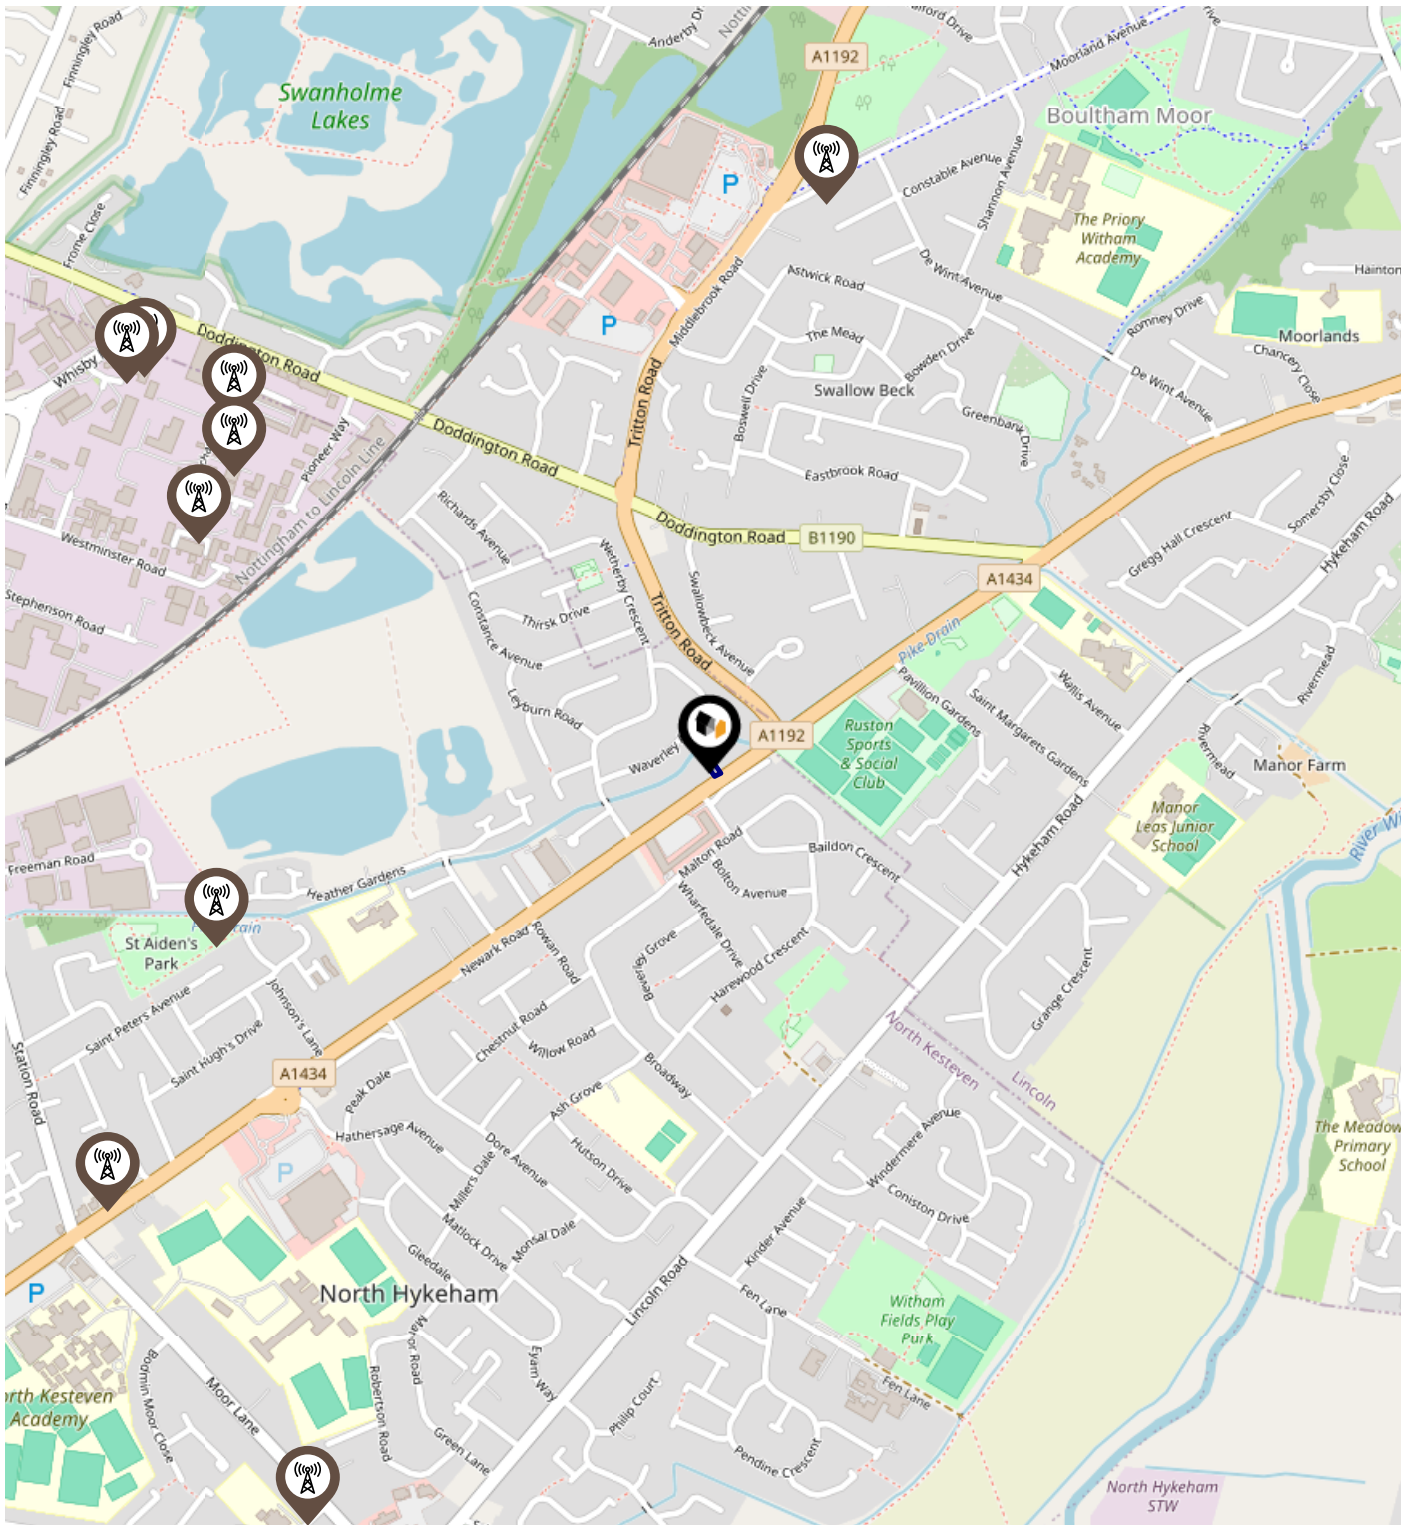 Finningley Road
Finningley Road
Anderby Dr
A1192
Moorland Avenue
Swanholme
Lakes
Boultham Moor
P
Constable Avenue
Shannon Avenue
The Priory
Witham
Academy
Frome Close
De Wint Avenue
Hainton
Astwick Road
Middlebrook Road
Romney Drive
P
The Mead
Moorlands
Doddington Road
Whisby
Bowden Drive
Chancery Close
Swallow Beck
De Wint Avenue
Tritton Road
Boswell Drive
Greenbank Drive
Pioneer Way
Doddington Road
Eastbrook Road
Somersby Close
Nottingham to Lincoln Line
Richards Avenue
Hykeham Road
Gregg Hall Crescent
Doddington Road
B1190
Westminster Road
Wetherby Crescent
A1434
Stephenson Road
Constance Avenue
Thirsk Drive
Swallowbeck Avenue
Tritton Road
Pike Drain
Rivermead
Pavillion Gardens
Wallis Avenue
Leyburn Road
Saint Margarets Gardens
A1192
Ruston
Sports
& Social
Club
Waverley
Rivermead
Manor Farm
Manor
Leas Junior
School
Hykeham Road
Malton Road
Baildon Crescent
Freeman Road
Heather Gardens
Bolton Avenue
Wharfedale Drive
St Aiden's
Park
Newark Road
Rowan Road
Beverley Grove
Harewood Crescent
Grange Crescent
Johnson's Lane
Saint Peters Avenue
Chestnut Road
Willow Road
North Kesteven
Lincoln
Saint Hugh's Drive
Station Road
A1434
Broadway
Peak Dale
Ash Grove
Hathersage Avenue
Windermere Avenue
The Meadow
Primary
School
Dore Avenue
Hutson Drive
Miller's Dale
P
Coniston Drive
Kinder Avenue
Matlock Drive
Monsal Dale
Gleedale
P
North Hykeham
Lincoln Road
Fen Lane
Witham
Fields Play
Park
Manor Road
Eyam Way
Bodmin Moor Close
Robertson Road
Moor Lane
Fen Lane
orth Kesteven
Academy
Philip Court
Green Lane
Pendine Crescent
North Hykeham
STW